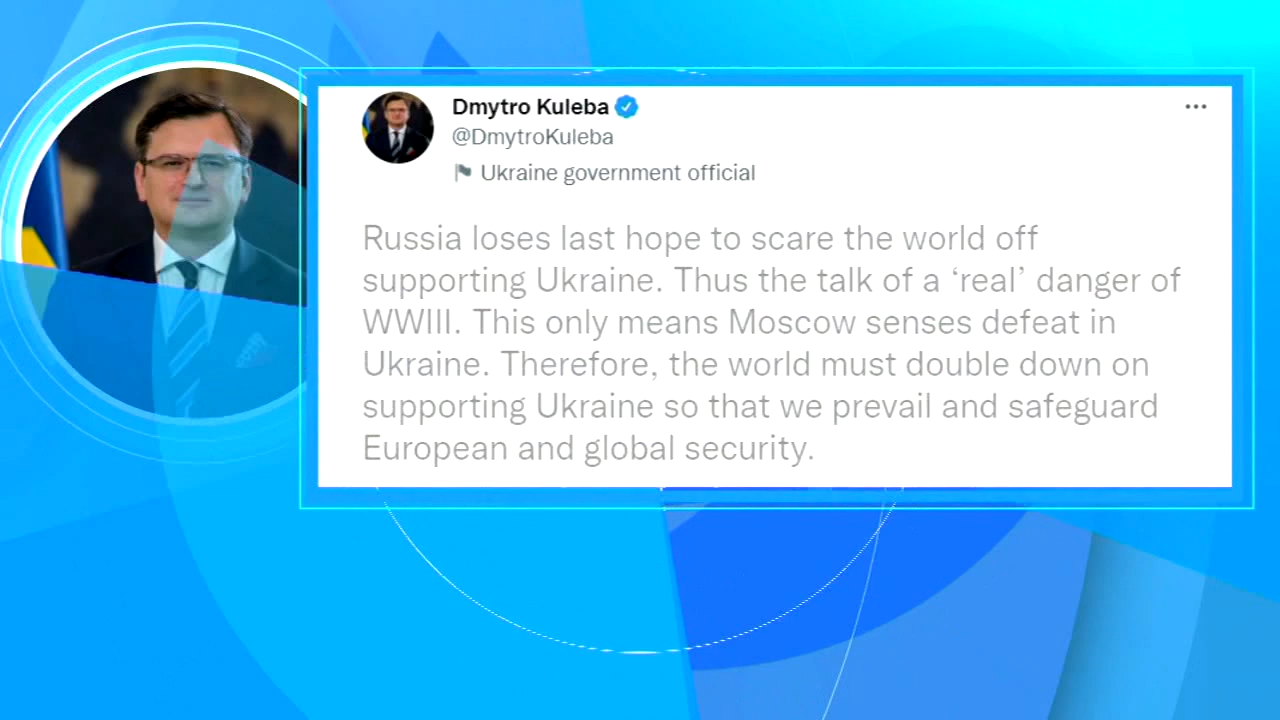 Dmytro Kuleba
@DmytroKuleba
Ukraine government official
Russia loses last hope to scare the world off
supporting Ukraine. Thus the talk of a ‘real’ danger of
WWIII. This only means Moscow senses defeat in
Ukraine. Therefore, the world must double down on
supporting Ukraine so that we prevail and safeguard
European and global security.